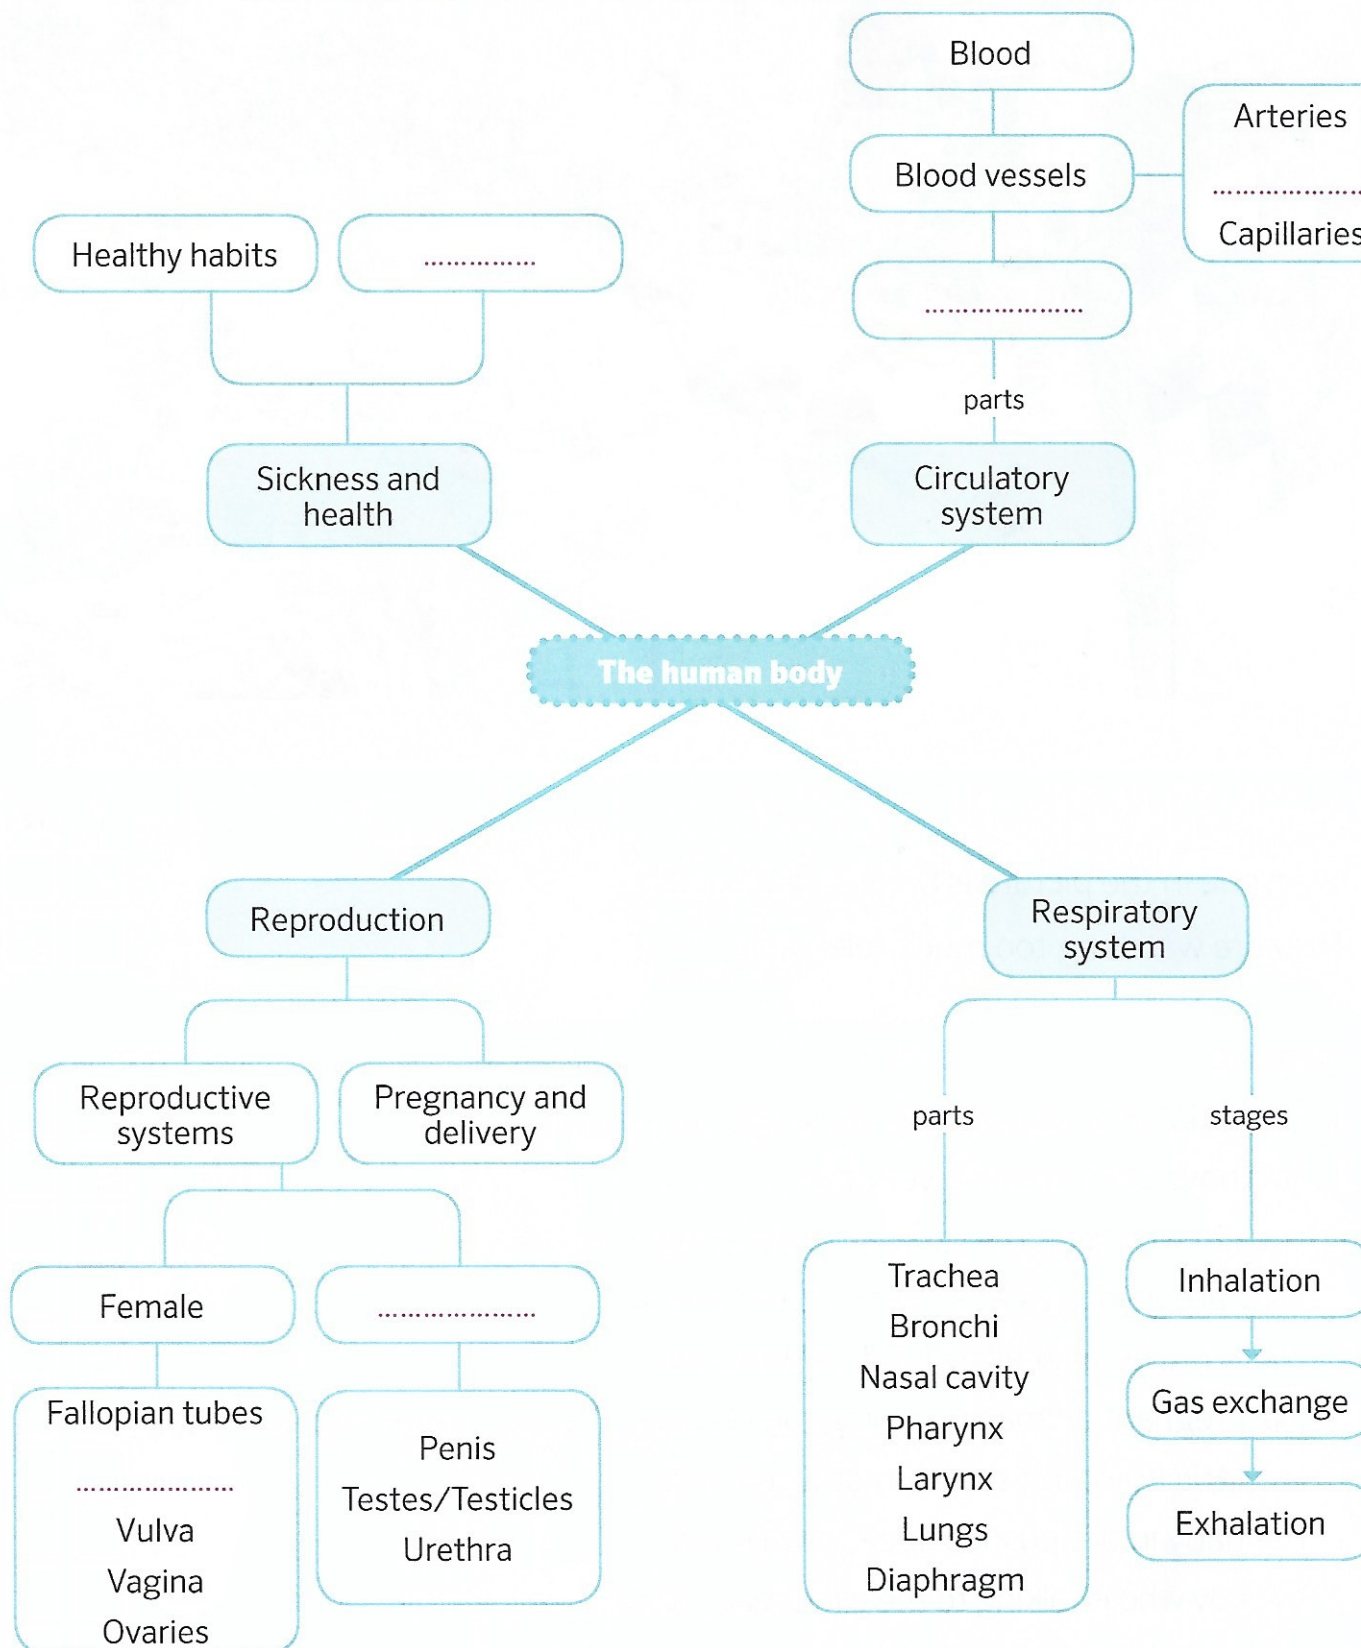 Blood
Arteries
Blood vessels
....................
Capillaries
Healthy habits
...............
....................
parts
Sickness and
health
Circulatory
system
The human body
Reproduction
Respiratory
system
Reproductive
systems
Pregnancy and
delivery
parts
stages
Female
....................
Fallopian tubes
....................
Vulva
Vagina
Ovaries
Penis
Testes/Testicles
Urethra
Trachea
Bronchi
Nasal cavity
Pharynx
Larynx
Lungs
Diaphragm
Inhalation
Gas exchange
Exhalation